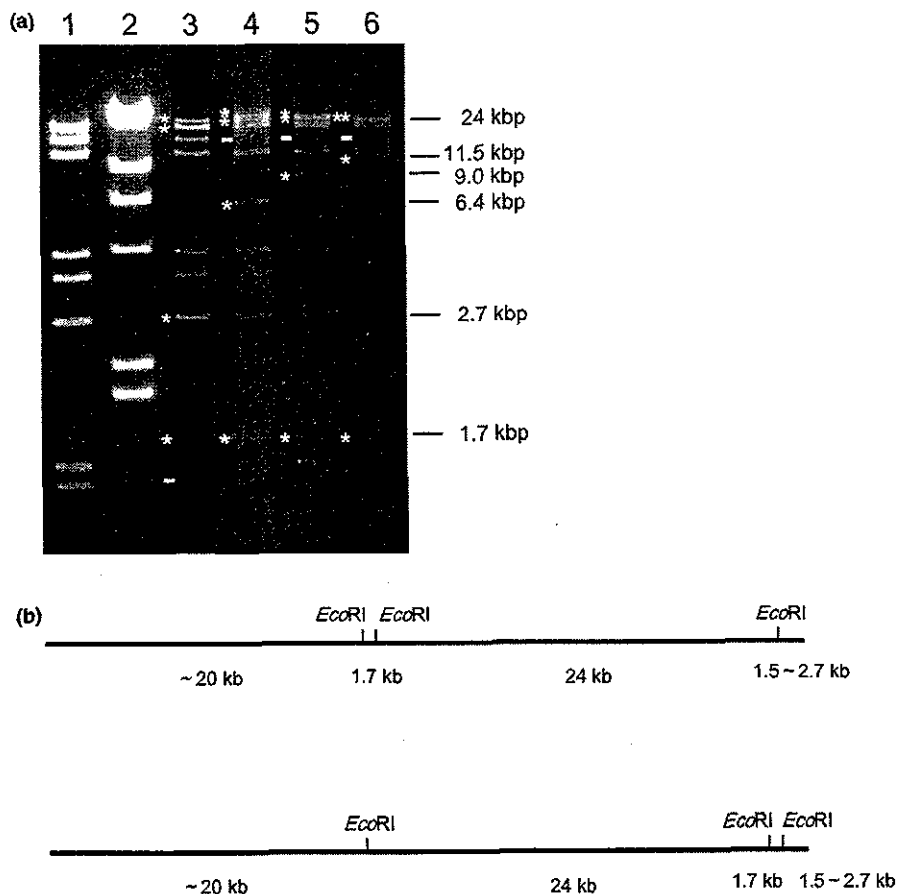 (a) 1 2 3 4 5 6
24 kbp
11.5 kbp
9.0 kbp
6.4 kbp
2.7 kbp
1.7 kbp
(b)
EcoRI EcoRI EcoRI
~20 kb 1.7 kb 24 kb 1.5~2.7 kb
EcoRI EcoRI EcoRI
~20 kb 24 kb 1.7 kb 1.5~2.7 kb